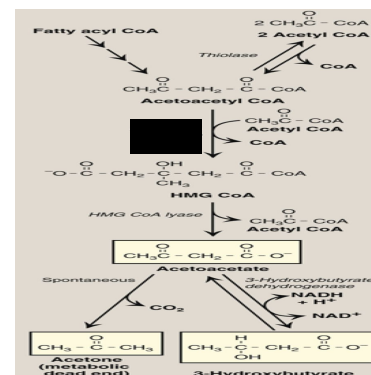 O
2 CH₃C – CoA
Fatty acyl CoA
2 Acetyl CoA
Thiolase
CoA
O O
CH₃C – CH₂ – C – CoA
Acetoacetyl CoA
O
CH₃C – CoA
Acetyl CoA
CoA
O OH O
⁻O – C – CH₂ – C – CH₂ – C – CoA
CH₃
HMG CoA
HMG CoA lyase
O
CH₃C – CoA
Acetyl CoA
O O
CH₃C – CH₂ – C – O⁻
Acetoacetate
Spontaneous
3-Hydroxybutyrate
dehydrogenase
NADH
+ H⁺
CO₂
NAD⁺
O
CH₃ – C – CH₃
H O
CH₃ – C – CH₂ – C – O⁻
OH
Acetone
(metabolic
dead end)
3-Hydroxybutyrate